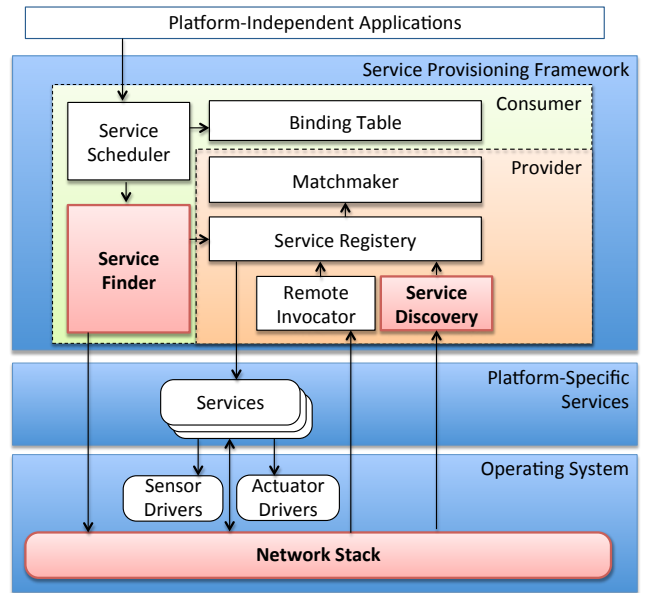 Platform-Independent Applications
Service Provisioning Framework
Consumer
Service
Scheduler
Binding Table
Provider
Matchmaker
Service Registery
Service
Finder
Remote
Invocator
Service
Discovery
Platform-Specific
Services
Services
Operating System
Sensor
Drivers
Actuator
Drivers
Network Stack